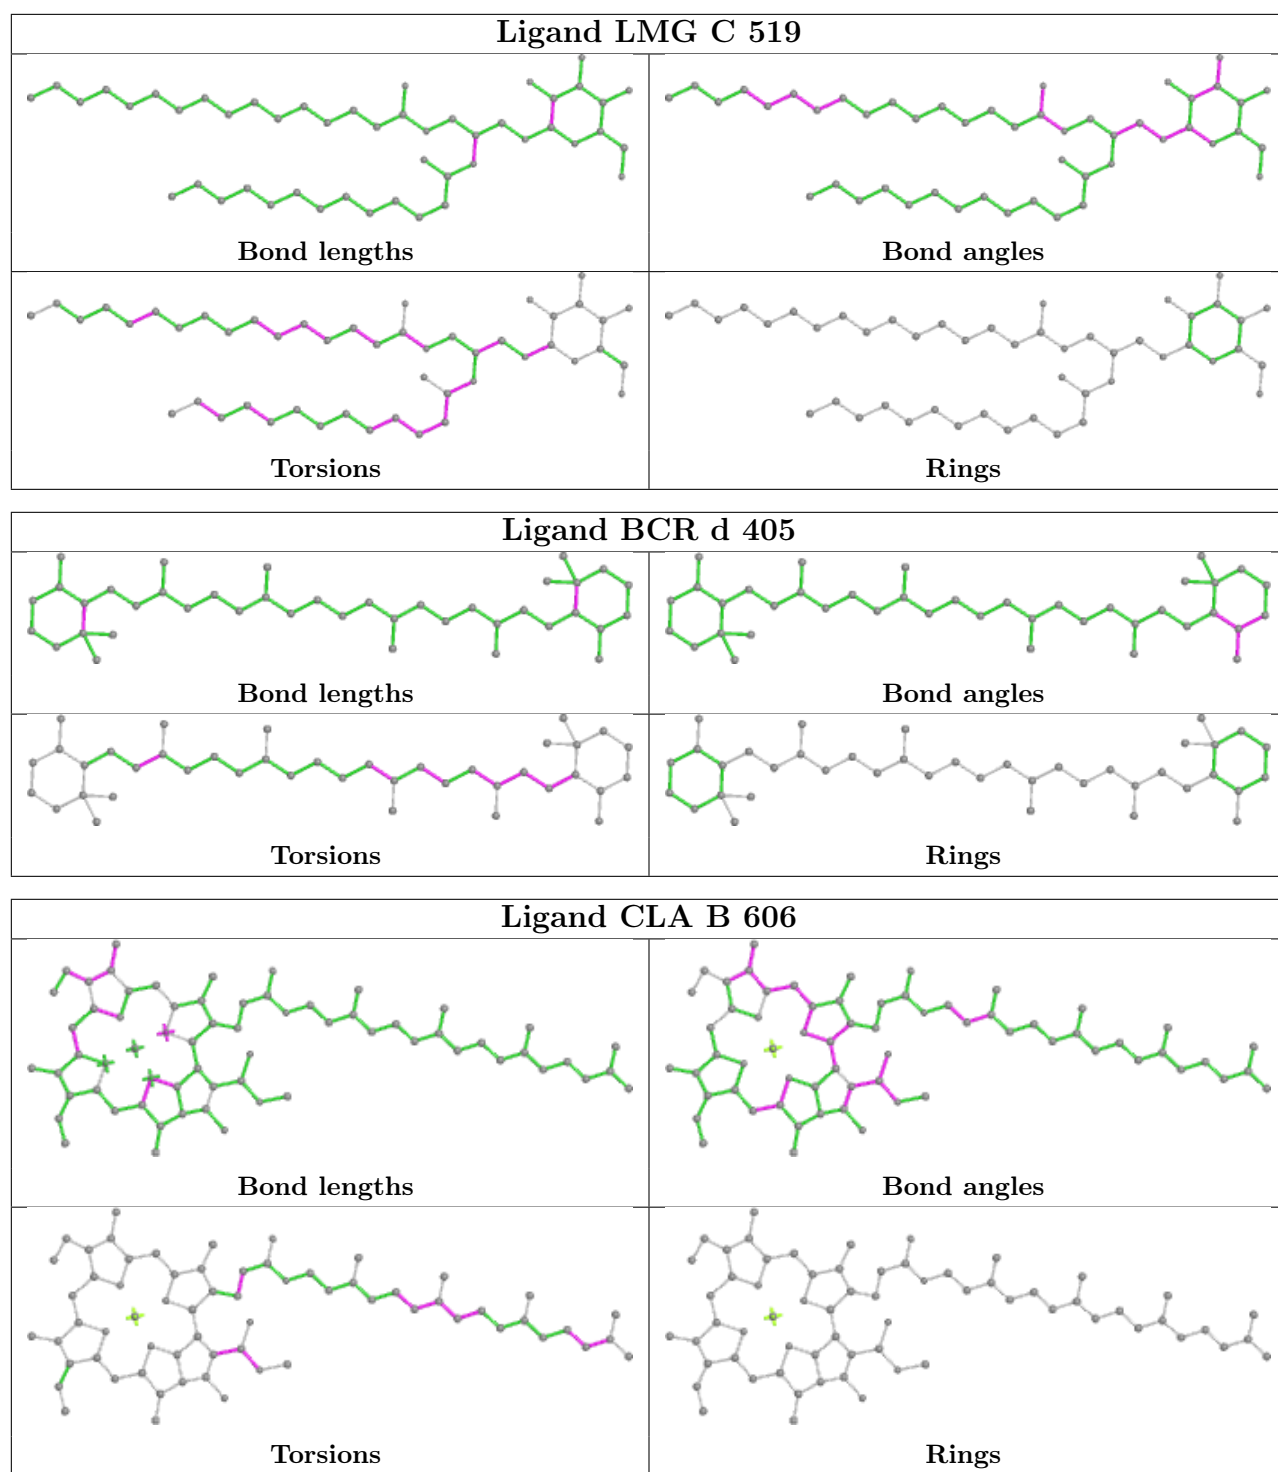 Ligand LMG C 519
Bond lengths
Bond angles
Torsions
Rings
Ligand BCR d 405
Bond lengths
Bond angles
Torsions
Rings
Ligand CLA B 606
Bond lengths
Bond angles
Torsions
Rings